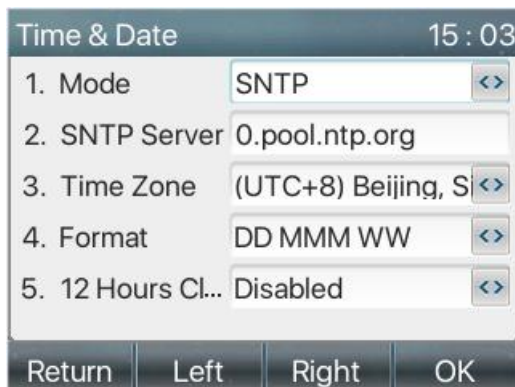 Time & Date 15:03
1. Mode SNTP
2. SNTP Server 0.pool.ntp.org
3. Time Zone (UTC+8) Beijing, Si
4. Format DD MMM WW
5. 12 Hours Cl... Disabled
Return Left Right OK